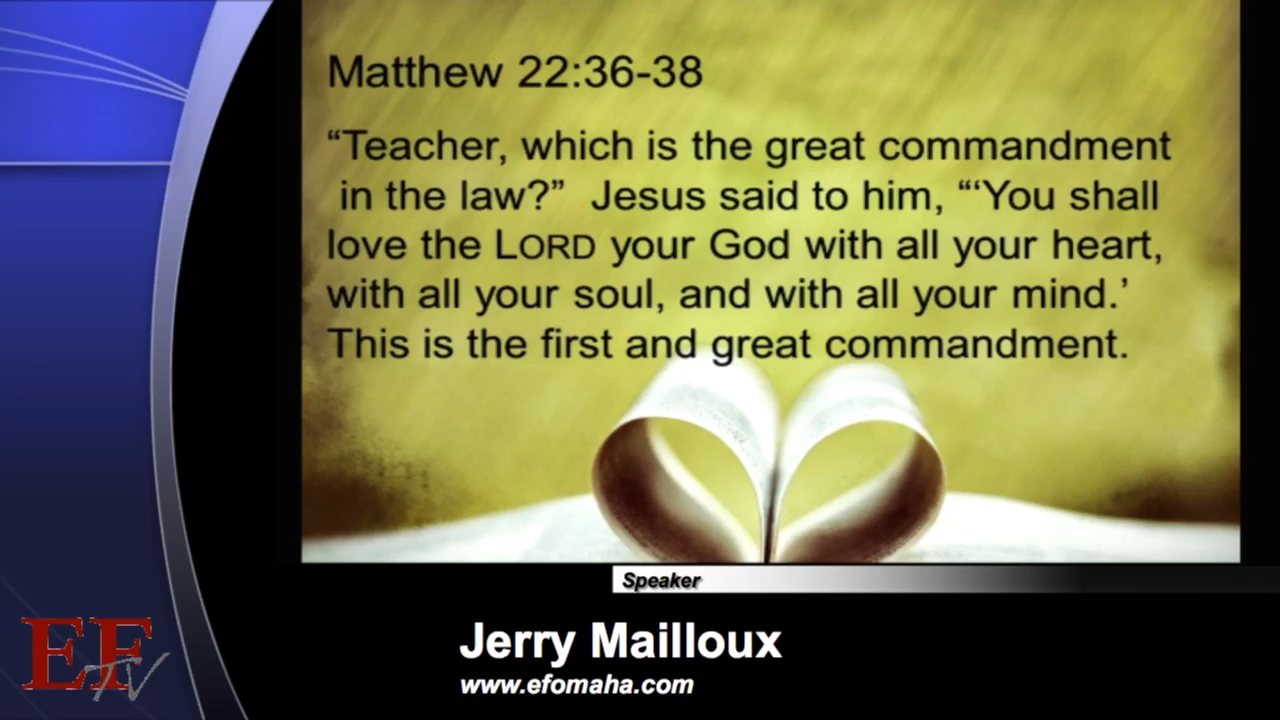 Matthew 22:36-38
“Teacher, which is the great commandment
in the law?”  Jesus said to him, “‘You shall
love the LORD your God with all your heart,
with all your soul, and with all your mind.’
This is the first and great commandment.
Speaker
Jerry Mailloux
www.efomaha.com
EF
TV